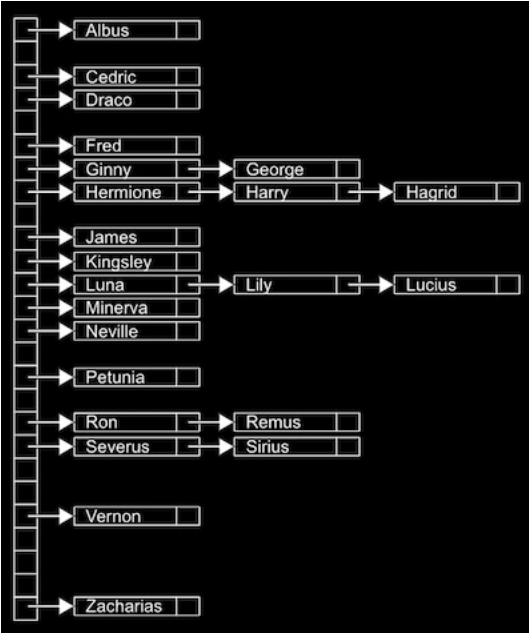 Albus
Cedric
Draco
Fred
Ginny George
Hermione Harry Hagrid
James
Kingsley
Luna Lily Lucius
Minerva
Neville
Petunia
Ron Remus
Severus Sirius
Vernon
Zacharias